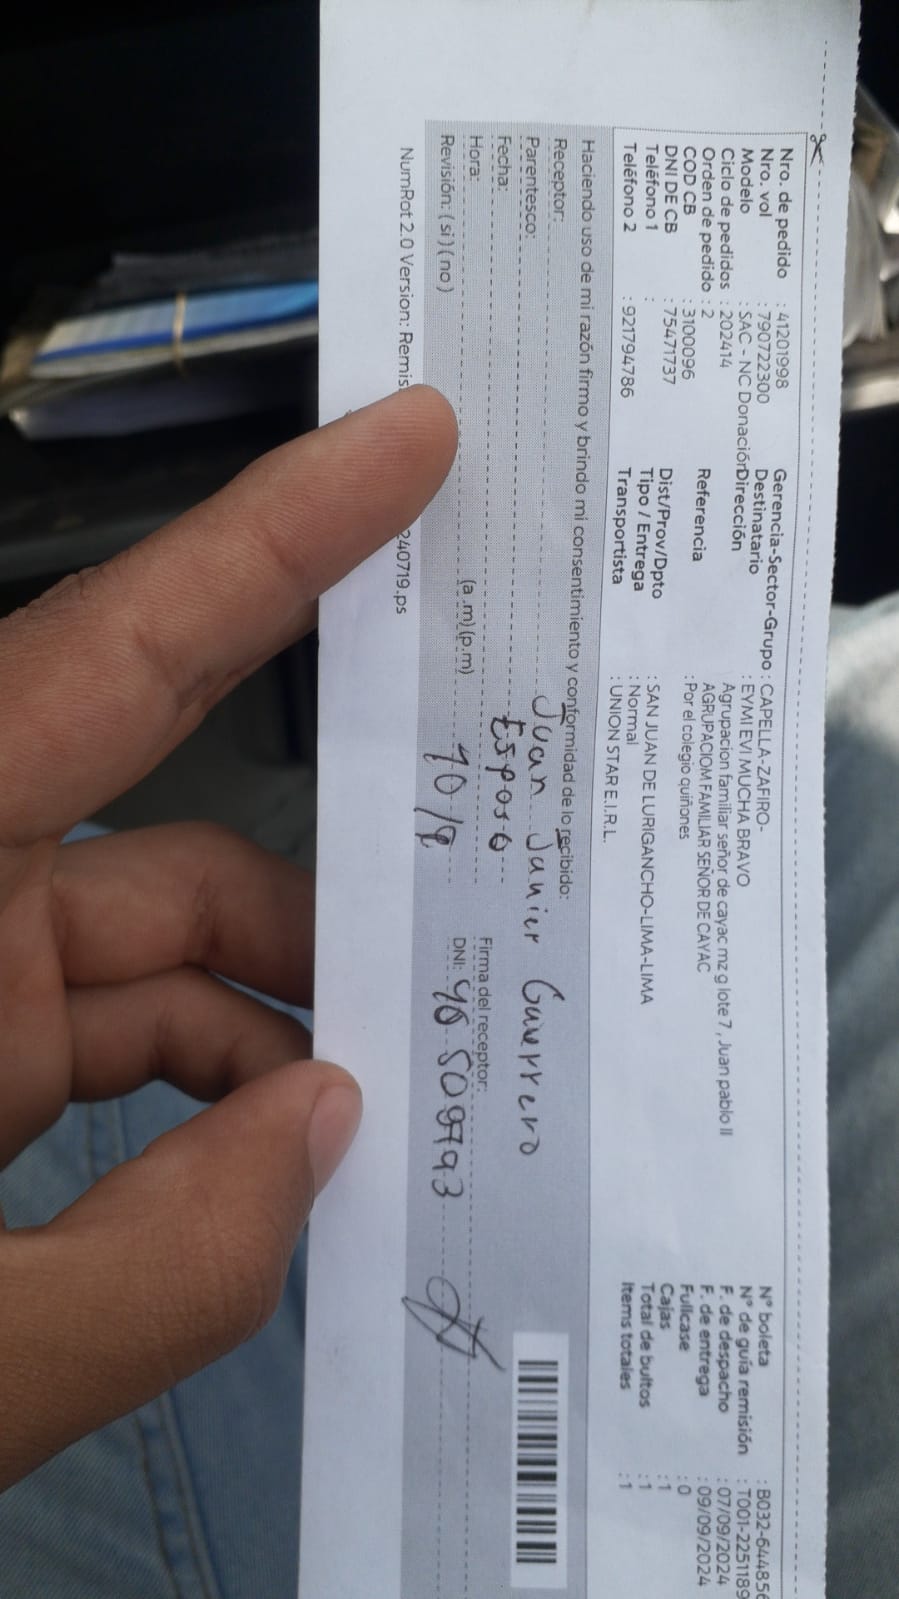 Nro. de pedido : 41201998 Gerencia-Sector-Grupo : CAPELLA-ZAFIRO- N° boleta : B032-644856
Nro. vol : 790722300 Destinatario : EYMI EVI MUCHA BRAVO N° de guia remisión : T001-2251189
Modelo : SAC - NC Donación Dirección Agrupacion familiar señor de cayac mz g lote 7 , Juan pablo II F. de despacho : 07/09/2024
Ciclo de pedidos : 202414 AGRUPACIOM FAMILIAR SEÑOR DE CAYAC F. de entrega : 09/09/2024
Orden de pedido : 2 Referencia : Por el colegio quiñones Fullcase : 0
COD CB : 3100096 Cajas : 1
DNI DE CB : 75471737 Dist/Prov/Dpto : SAN JUAN DE LURIGANCHO-LIMA-LIMA Total de bultos : 1
Teléfono 1 : Tipo / Entrega : Normal Items totales : 1
Teléfono 2 : 921794786 Transportista : UNION STAR E.I.R.L.
Haciendo uso de mi razón firmo y brindo mi consentimiento y conformidad de lo recibido:
Receptor: Juan Junier Guerrero
Parentesco: Esposo
Fecha: 10/9
Hora: (a .m) (p.m) Firma del receptor:
Revisión: ( si ) ( no ) DNI:
NumRot 2.0 Version: Remis 240719.ps